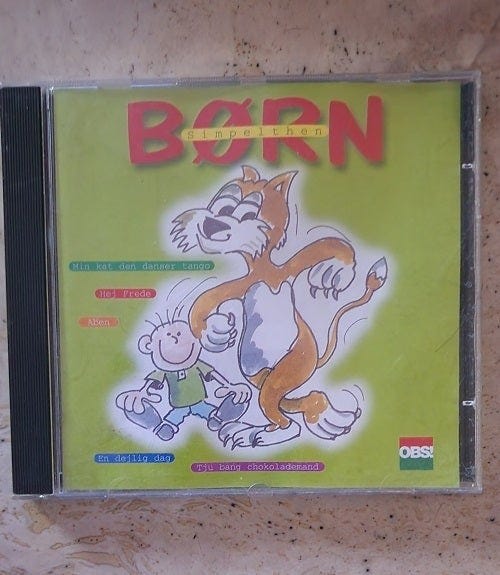 BØRN
Simpelthen
Min kat den danser tango
Hej Frede
Aben
En dejlig dag
Tju bang chokolademand
OBS!